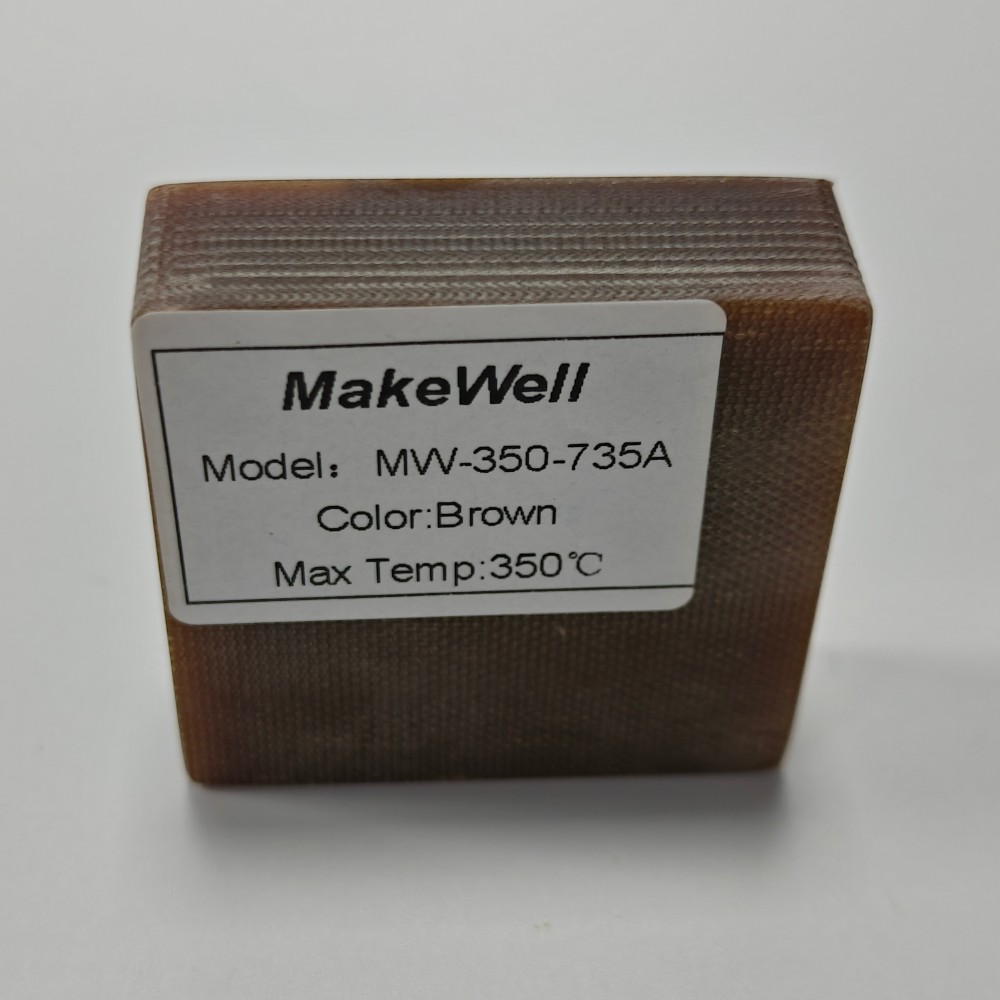 MakeWell
Model： MW-350-735A
Color:Brown
Max Temp:350℃